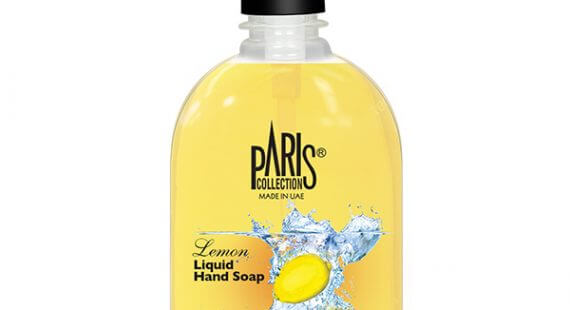 PARIS®
COLLECTION
MADE IN UAE
Lemon
Liquid
Hand Soap